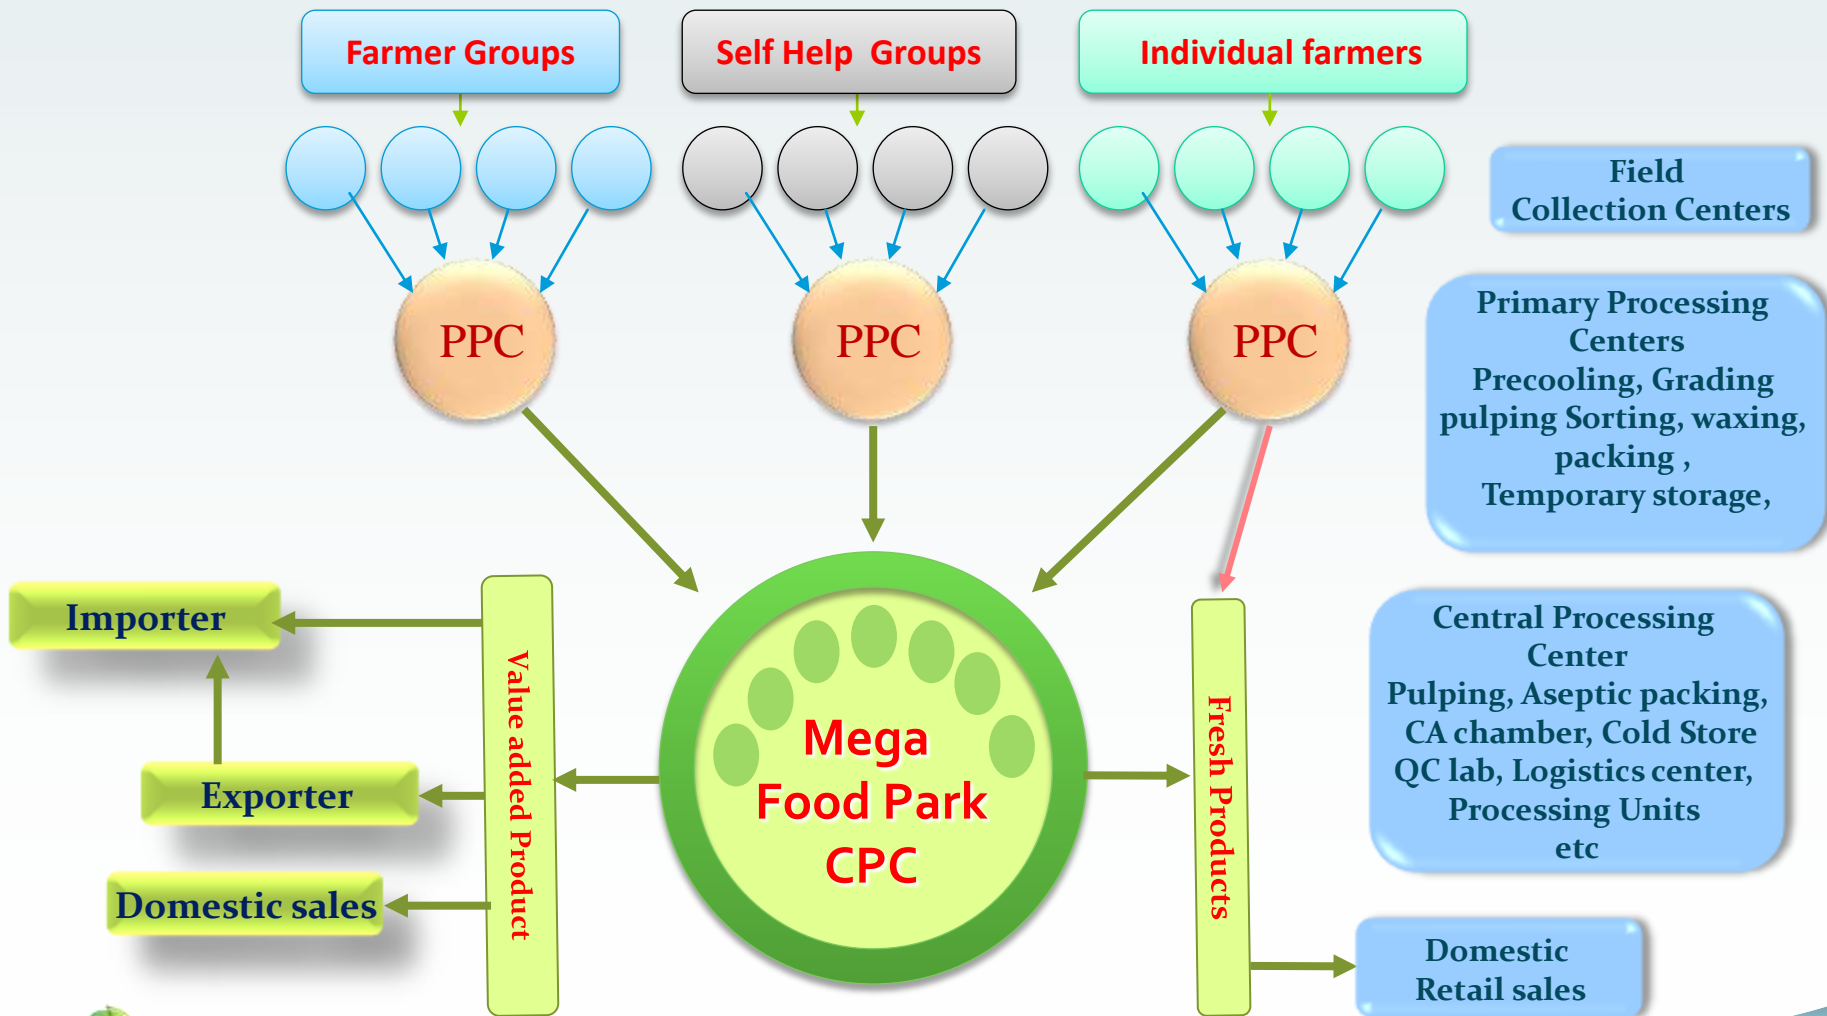 Farmer Groups
Self Help  Groups
Individual farmers
Field
Collection Centers
PPC
PPC
PPC
Primary Processing
Centers
Precooling, Grading
pulping Sorting, waxing,
packing ,
Temporary storage,
Importer
Exporter
Domestic sales
Value added Product
Mega
Food Park
CPC
Fresh Products
Central Processing
Center
Pulping, Aseptic packing,
CA chamber, Cold Store
QC lab, Logistics center,
Processing Units
etc
Domestic
Retail sales